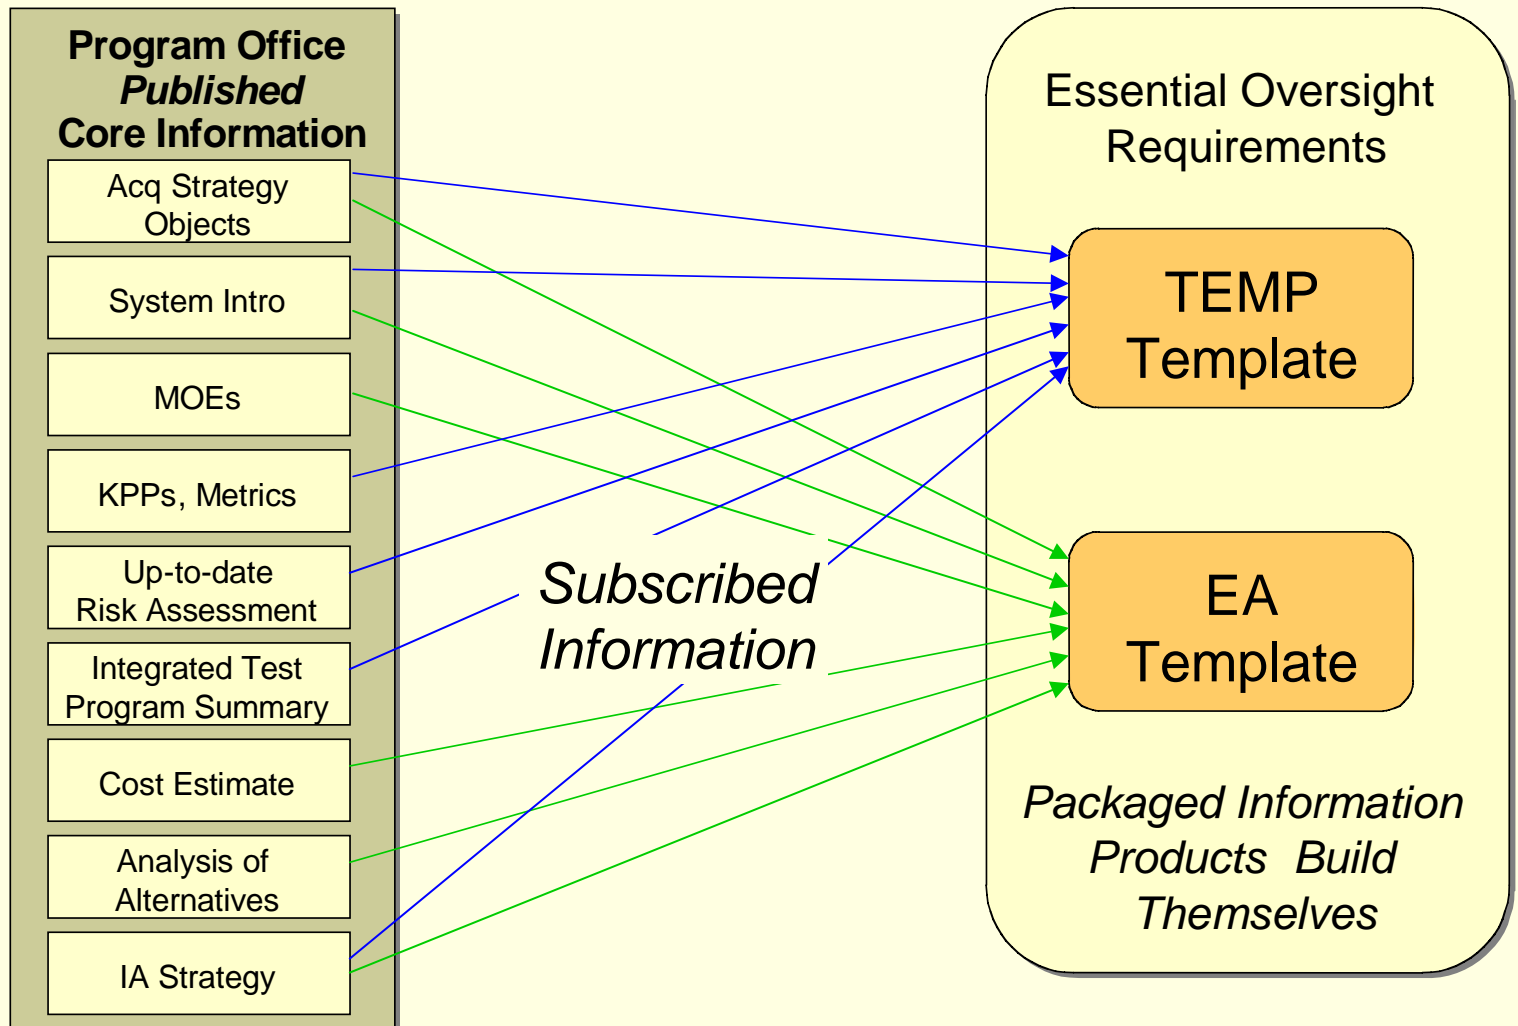 Program Office
Published
Core Information
Acq Strategy
Objects
System Intro
MOEs
KPPs, Metrics
Up-to-date
Risk Assessment
Integrated Test
Program Summary
Cost Estimate
Analysis of
Alternatives
IA Strategy
Subscribed
Information
Essential Oversight
Requirements
TEMP
Template
EA
Template
Packaged Information
Products Build
Themselves